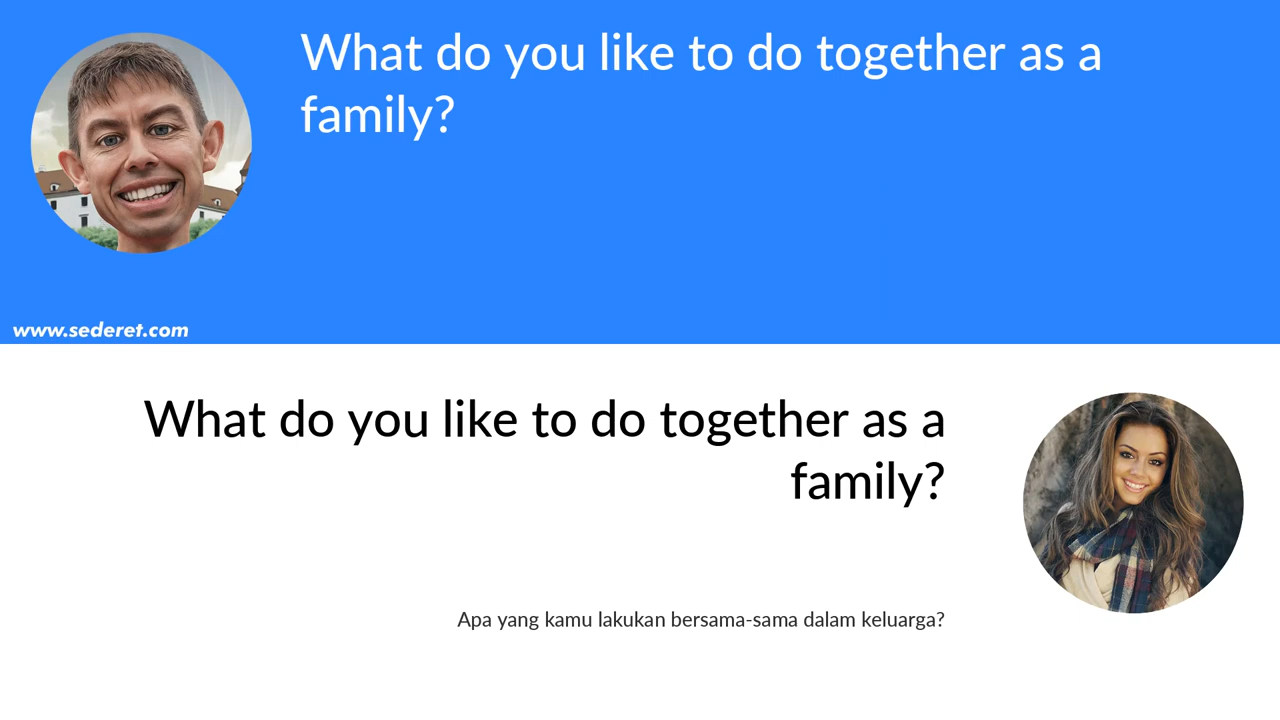 What do you like to do together as a
family?
www.sederet.com
What do you like to do together as a
family?
Apa yang kamu lakukan bersama-sama dalam keluarga?